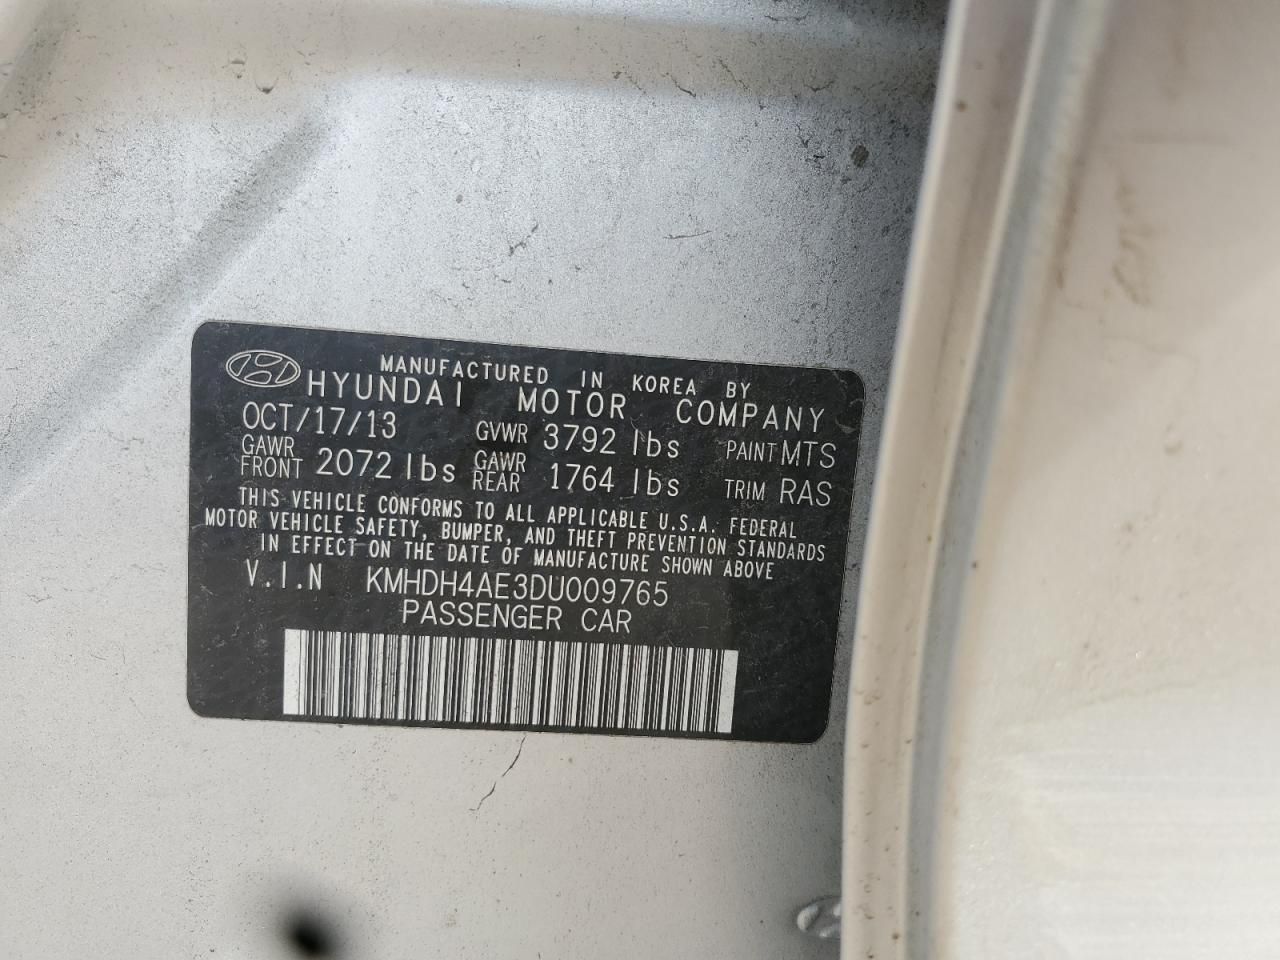 MANUFACTURED IN KOREA BY
HYUNDAI MOTOR COMPANY
OCT/17/13 GVWR 3792 lbs PAINT MTS
GAWR FRONT 2072 lbs GAWR REAR 1764 lbs TRIM RAS
THIS VEHICLE CONFORMS TO ALL APPLICABLE U.S.A. FEDERAL
MOTOR VEHICLE SAFETY, BUMPER, AND THEFT PREVENTION STANDARDS
IN EFFECT ON THE DATE OF MANUFACTURE SHOWN ABOVE
V.I.N KMHDH4AE3DU009765
PASSENGER CAR